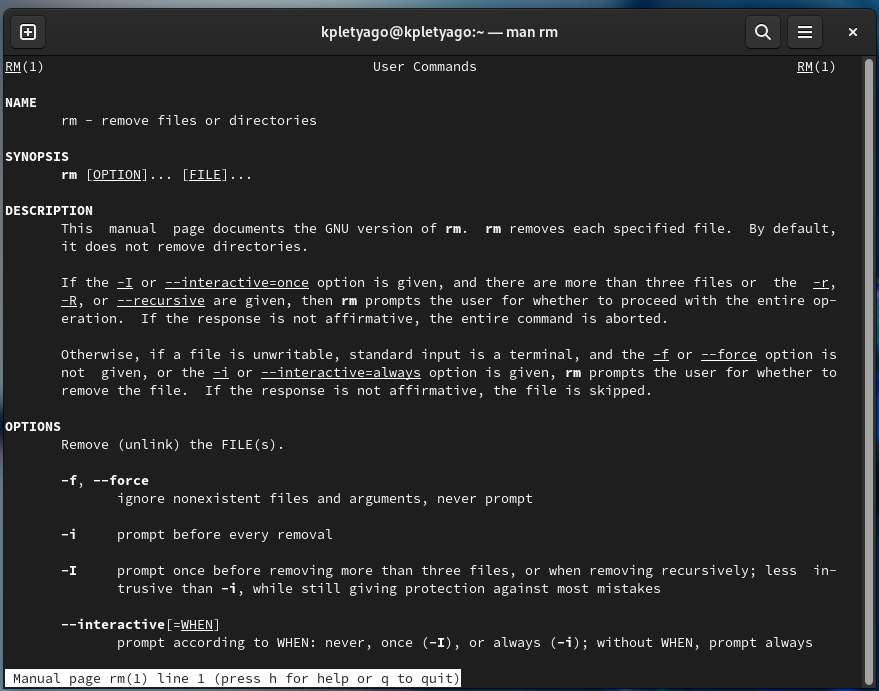 kpletyago@kpletyago:~ — man rm
RM(1) User Commands RM(1)
NAME
rm - remove files or directories
SYNOPSIS
rm [OPTION]... [FILE]...
DESCRIPTION
This  manual  page documents the GNU version of rm.  rm removes each specified file.  By default,
it does not remove directories.
If the -I or --interactive=once option is given, and there are more than three files or  the  -r,
-R, or --recursive are given, then rm prompts the user for whether to proceed with the entire op-
eration.  If the response is not affirmative, the entire command is aborted.
Otherwise, if a file is unwritable, standard input is a terminal, and the -f or --force option is
not  given, or the -i or --interactive=always option is given, rm prompts the user for whether to
remove the file.  If the response is not affirmative, the file is skipped.
OPTIONS
Remove (unlink) the FILE(s).
-f, --force
ignore nonexistent files and arguments, never prompt
-i     prompt before every removal
-I     prompt once before removing more than three files, or when removing recursively; less  in-
trusive than -i, while still giving protection against most mistakes
--interactive[=WHEN]
prompt according to WHEN: never, once (-I), or always (-i); without WHEN, prompt always
Manual page rm(1) line 1 (press h for help or q to quit)